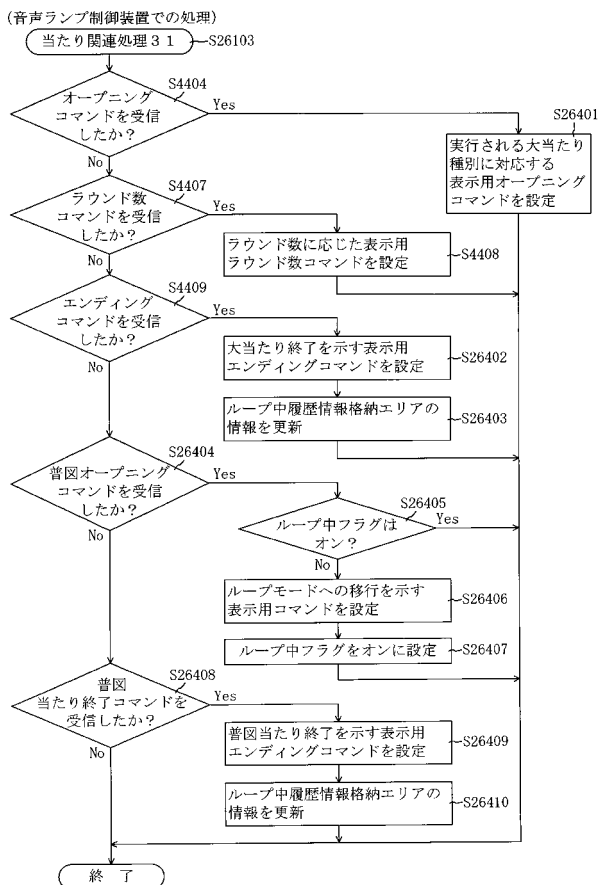 (音声ランプ制御装置での処理)
当たり関連処理31
S26103
S4404
オープニング
コマンドを受信
したか?
Yes
No
S26401
実行される大当たり
種別に対応する
表示用オープニング
コマンドを設定
S4407
ラウンド数
コマンドを受信
したか?
Yes
No
ラウンド数に応じた表示用
ラウンド数コマンドを設定
S4408
S4409
エンディング
コマンドを受信
したか?
Yes
No
大当たり終了を示す表示用
エンディングコマンドを設定
S26402
ループ中履歴情報格納エリアの
情報を更新
S26403
S26404
普図オープニング
コマンドを受信
したか?
Yes
No
S26405
ループ中フラグは
オン?
Yes
No
ループモードへの移行を示す
表示用コマンドを設定
S26406
ループ中フラグをオンに設定
S26407
S26408
普図
当たり終了コマンドを
受信したか?
Yes
No
普図当たり終了を示す表示用
エンディングコマンドを設定
S26409
ループ中履歴情報格納エリアの
情報を更新
S26410
終 了